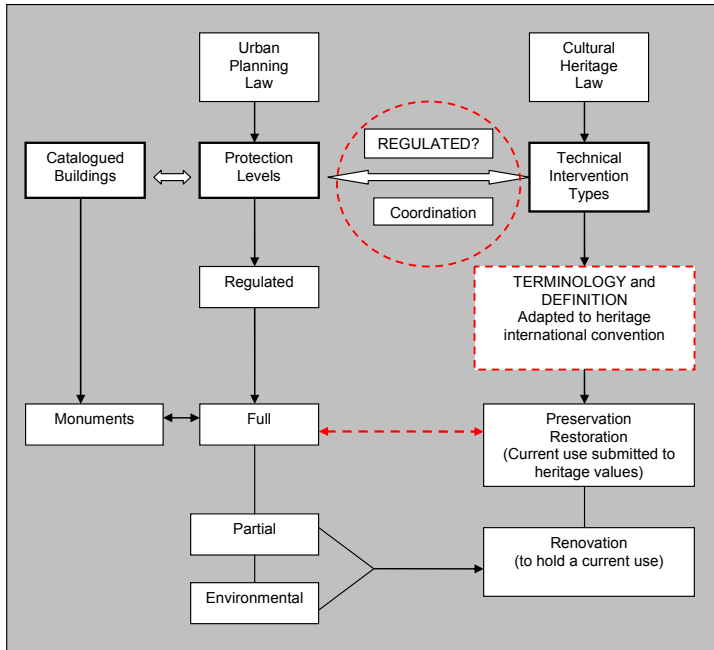 Urban
Planning
Law
Cultural
Heritage
Law
REGULATED?
Catalogued
Buildings
Protection
Levels
Technical
Intervention
Types
Coordination
Regulated
TERMINOLOGY and
DEFINITION
Adapted to heritage
international convention
Monuments
Full
Preservation
Restoration
(Current use submitted to
heritage values)
Partial
Renovation
(to hold a current use)
Environmental